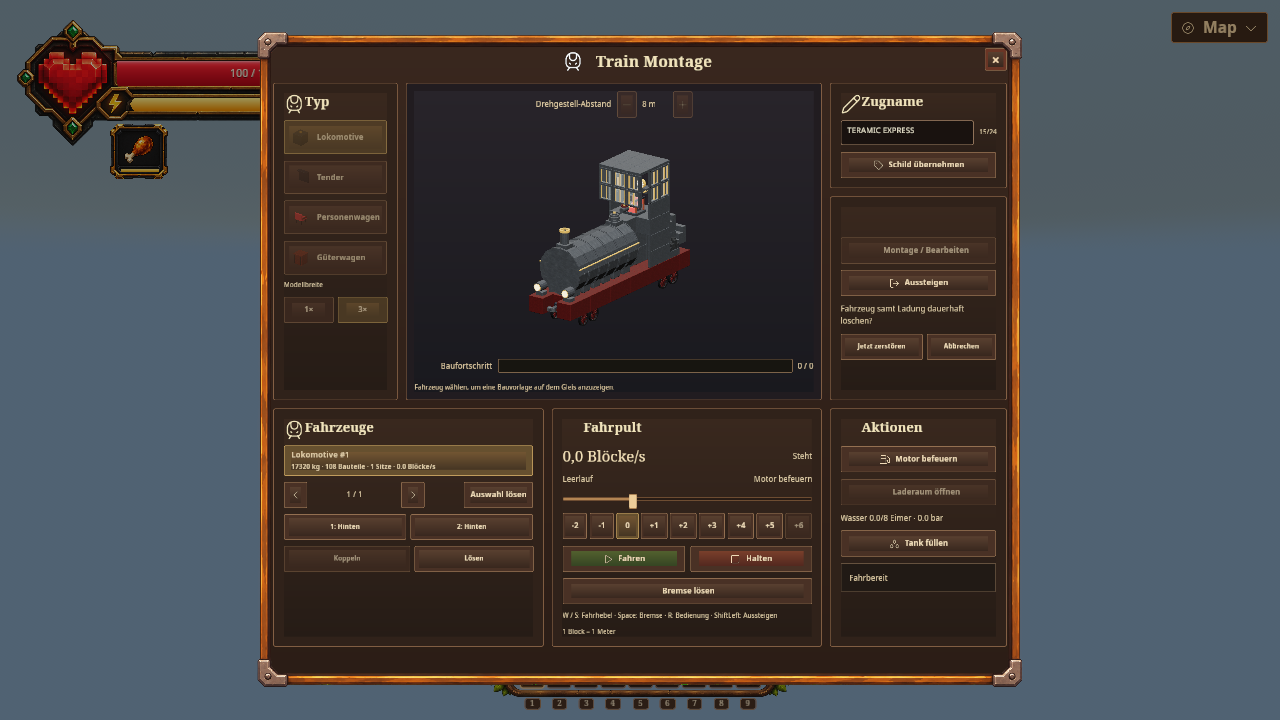 100 /
Map
Train Montage
×
Typ
Lokomotive
Tender
Personenwagen
Güterwagen
Modellbreite
1×
3×
Drehgestell-Abstand
−
8 m
+
Baufortschritt
0 / 0
Fahrzeug wählen, um eine Bauvorlage auf dem Gleis anzuzeigen.
Zugname
TERAMIC EXPRESS
15/24
Schild übernehmen
Montage / Bearbeiten
Aussteigen
Fahrzeug samt Ladung dauerhaft
löschen?
Jetzt zerstören
Abbrechen
Fahrzeuge
Lokomotive #1
17320 kg · 108 Bauteile · 1 Sitze · 0.0 Blöcke/s
1 / 1
Auswahl lösen
1: Hinten
2: Hinten
Koppeln
Lösen
Fahrpult
0,0 Blöcke/s
Steht
Leerlauf
Motor befeuern
-2
-1
0
+1
+2
+3
+4
+5
+6
Fahren
Halten
Bremse lösen
W / S: Fahrhebel · Space: Bremse · R: Bedienung · ShiftLeft: Aussteigen
1 Block = 1 Meter
Aktionen
Motor befeuern
Laderaum öffnen
Wasser 0.0/8 Eimer · 0.0 bar
Tank füllen
Fahrbereit
1
2
3
4
5
6
7
8
9